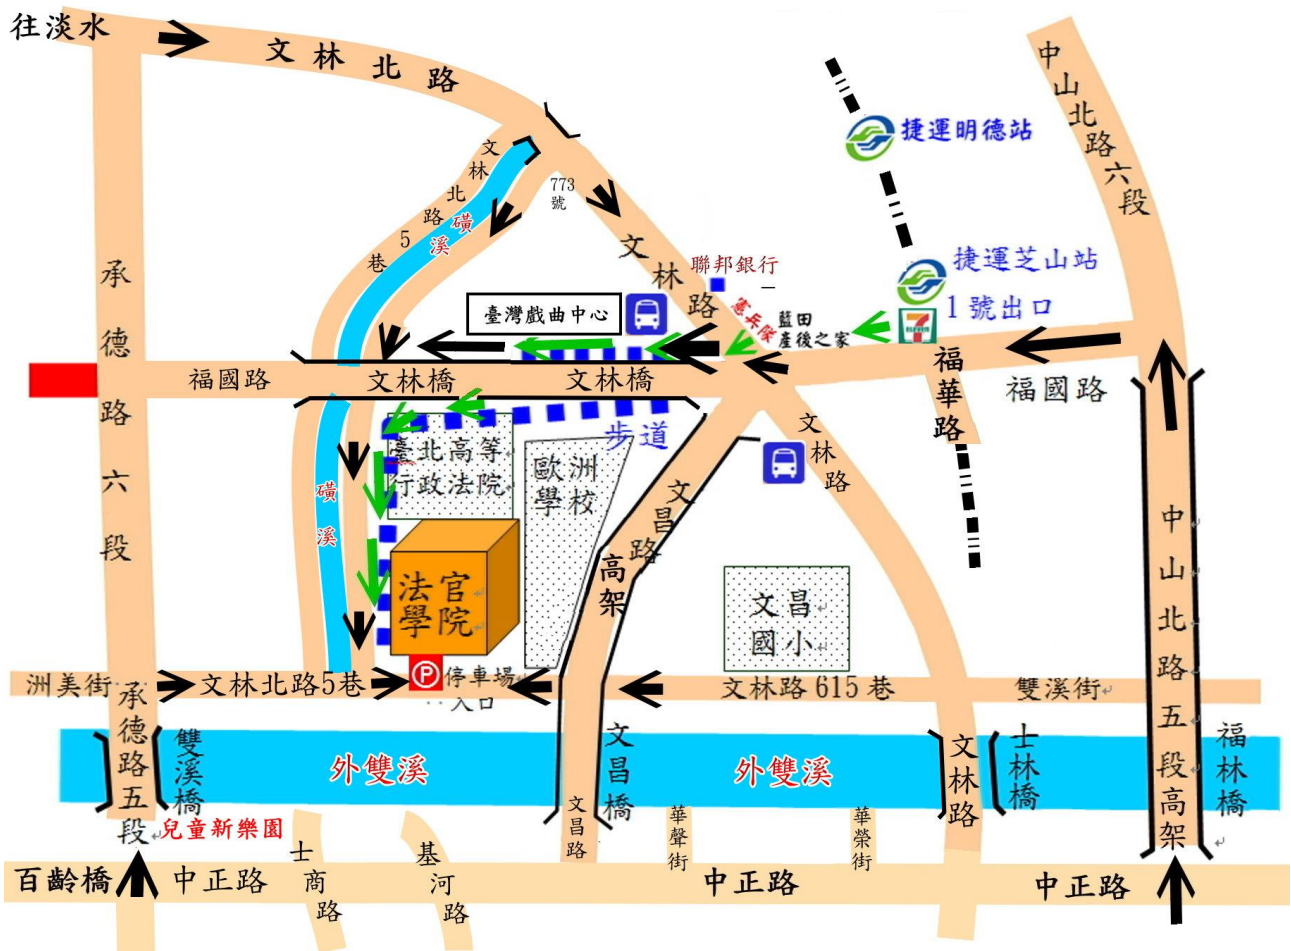 往淡水
文林北路
中山北路六段
捷運明德站
文林北路5巷
磺溪
773
號
文林路
承德路六段
聯邦銀行
捷運芝山站
1號出口
臺灣戲曲中心
憲兵隊
藍田
產後之家
7
ELEVEN
福國路
文林橋
文林橋
福華路
福國路
步道
文林路
臺北高等
行政法院
歐洲
學校
磺溪
文昌路
高架
法官
學院
文昌
國小
中山北路五段高架
P
停車場
入口
洲美街
文林北路5巷
文林路 615 巷
雙溪街
承德路五段
雙溪橋
外雙溪
文昌橋
外雙溪
文林路
士林橋
福林橋
兒童新樂園
文昌路
華聲街
華榮街
百齡橋
中正路
士商路
基河路
中正路
中正路